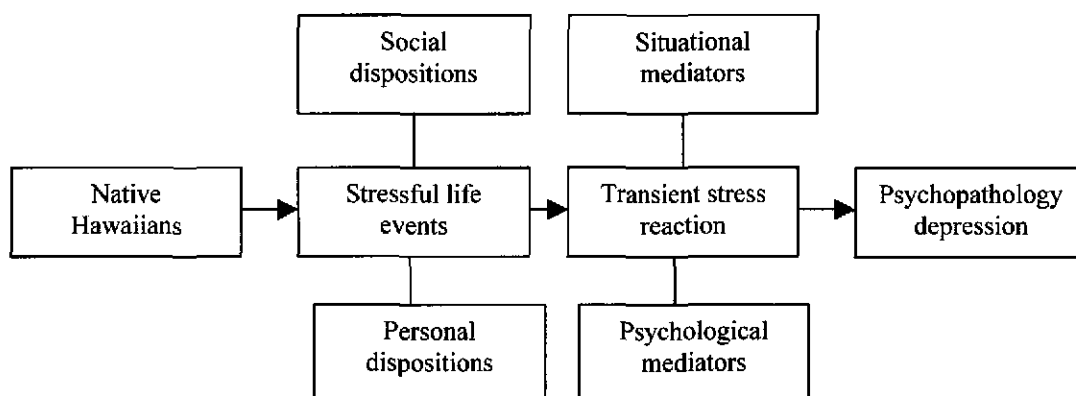 Social
dispositions
Situational
mediators
Native
Hawaiians
Stressful life
events
Transient stress
reaction
Psychopathology
depression
Personal
dispositions
Psychological
mediators